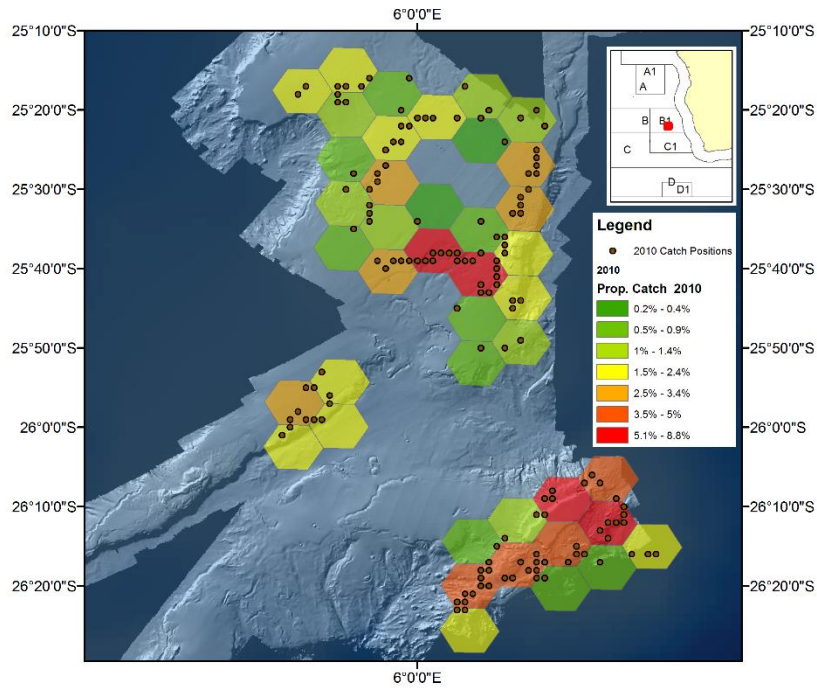 6°0'0"E
25°10'0"S
25°10'0"S
25°20'0"S
25°20'0"S
25°30'0"S
25°30'0"S
25°40'0"S
25°40'0"S
25°50'0"S
25°50'0"S
26°0'0"S
26°0'0"S
26°10'0"S
26°10'0"S
26°20'0"S
26°20'0"S
6°0'0"E
A1
A
B B1
C C1
D
D1
Legend
2010 Catch Positions
2010
Prop. Catch 2010
0.2% - 0.4%
0.5% - 0.9%
1% - 1.4%
1.5% - 2.4%
2.5% - 3.4%
3.5% - 5%
5.1% - 8.8%